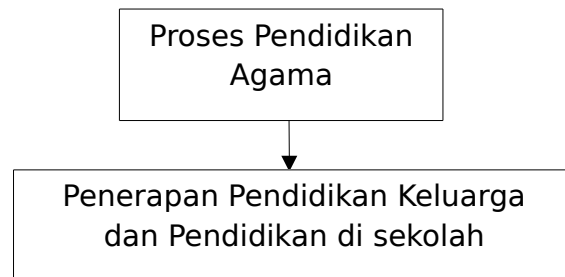 Proses Pendidikan
Agama
Penerapan Pendidikan Keluarga
dan Pendidikan di sekolah